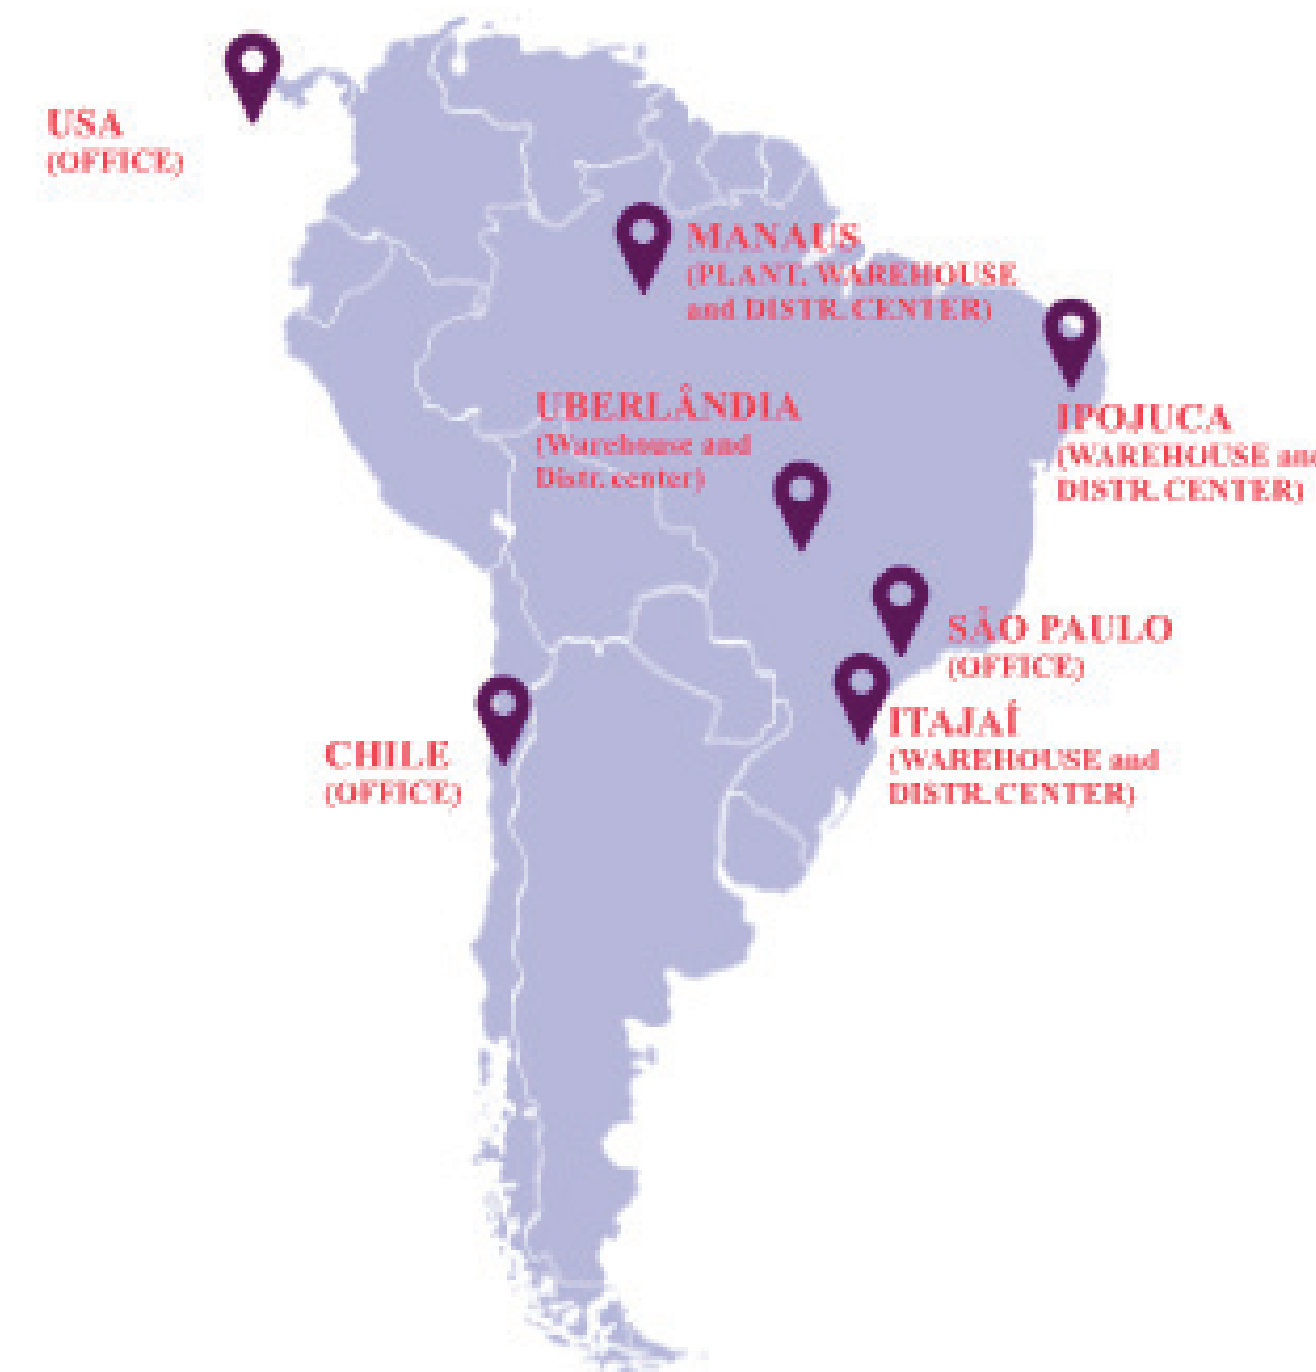 USA
(OFFICE)
MANAUS
(PLANT, WAREHOUSE
and DISTR. CENTER)
UBERLÂNDIA
(Warehouse and
Distr. center)
IPOJUCA
(WAREHOUSE and
DISTR. CENTER)
SÃO PAULO
(OFFICE)
ITAJAÍ
(WAREHOUSE and
DISTR. CENTER)
CHILE
(OFFICE)